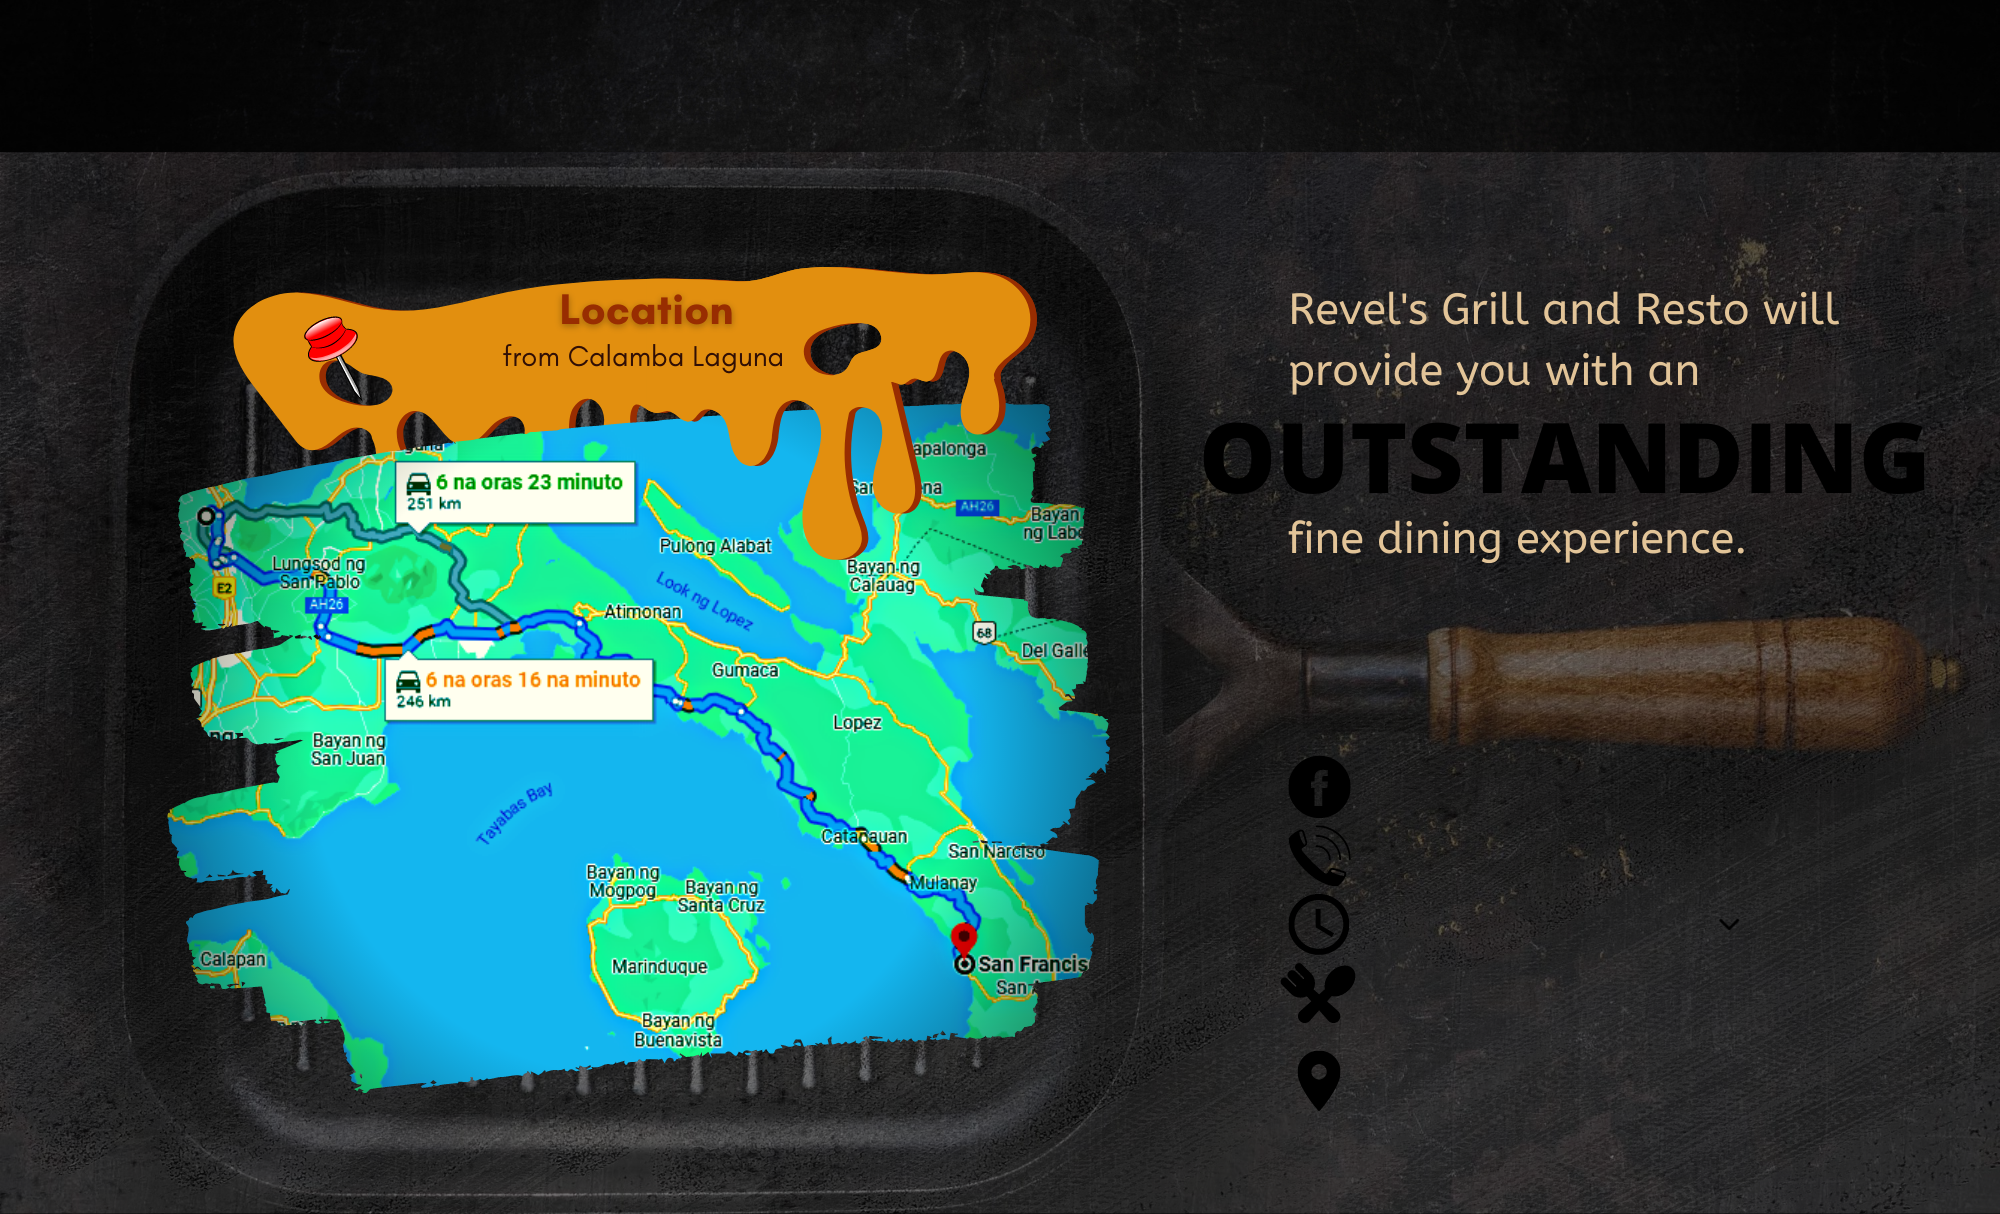 Location
from Calamba Laguna
6 na oras 23 minuto
251 km
Lungsod ng
San Pablo
E2
AH26
6 na oras 16 na minuto
246 km
Bayan ng
San Juan
Tayabas Bay
Pulong Alabat
Look ng Lopez
Atimonan
Gumaca
Lopez
Bayan ng
Calauag
AH26
Bayan
68
Catanauan
San Narciso
Mulanay
San Francis
San
Bayan ng
Mogpog
Bayan ng
Santa Cruz
Marinduque
Bayan ng
Buenavista
Calapan
Revel's Grill and Resto will
provide you with an
OUTSTANDING
fine dining experience.